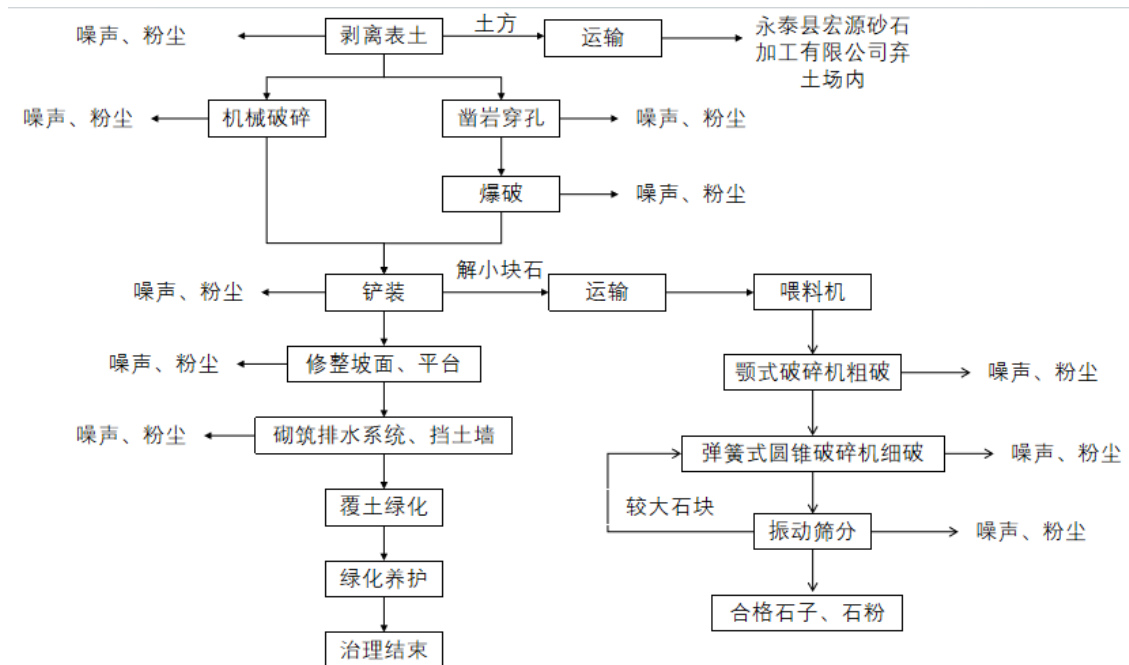 噪声、粉尘
剥离表土
土方
运输
永泰县宏源砂石
加工有限公司弃
土场内
噪声、粉尘
机械破碎
凿岩穿孔
噪声、粉尘
爆破
噪声、粉尘
噪声、粉尘
铲装
解小块石
运输
喂料机
噪声、粉尘
修整坡面、平台
颚式破碎机粗破
噪声、粉尘
噪声、粉尘
砌筑排水系统、挡土墙
弹簧式圆锥破碎机细破
噪声、粉尘
覆土绿化
较大石块
振动筛分
噪声、粉尘
绿化养护
合格石子、石粉
治理结束